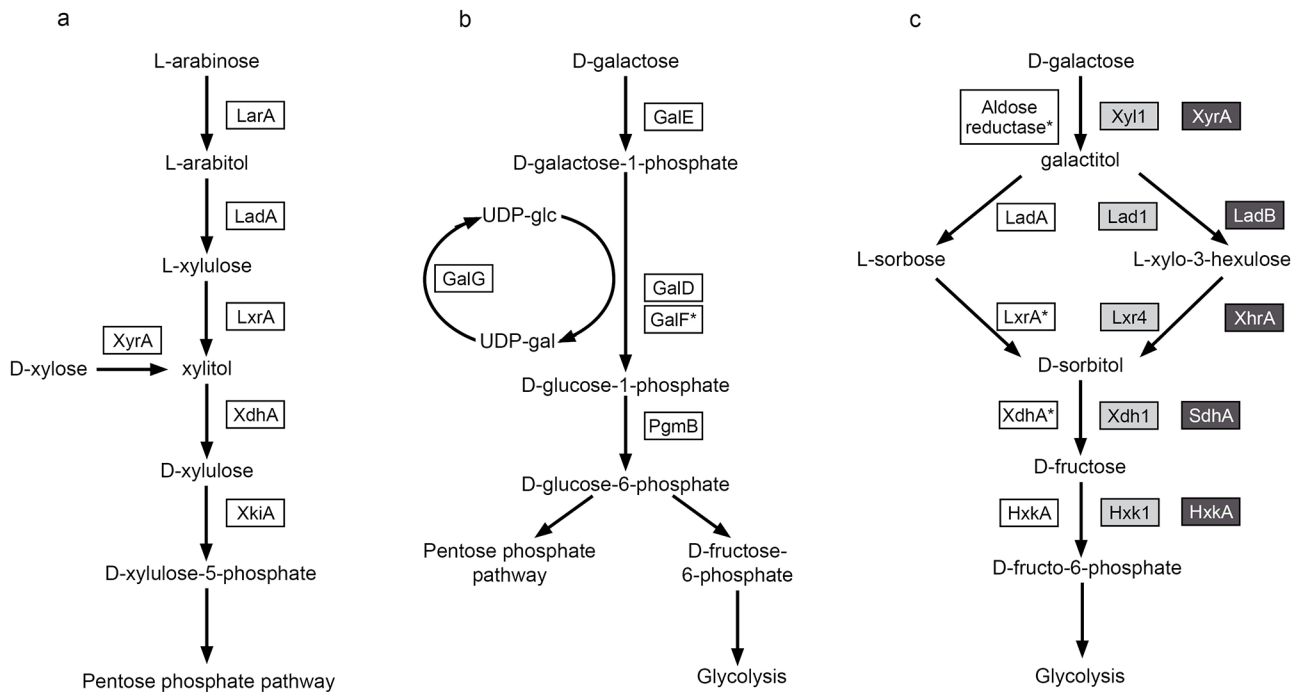 a
L-arabinose
LarA
L-arabitol
LadA
L-xylulose
LxrA
XyrA
D-xylose
xylitol
XdhA
D-xylulose
XkiA
D-xylulose-5-phosphate
Pentose phosphate pathway
b
D-galactose
GalE
D-galactose-1-phosphate
UDP-glc
GalG
GalD
GalF*
UDP-gal
D-glucose-1-phosphate
PgmB
D-glucose-6-phosphate
Pentose phosphate
pathway
D-fructose-
6-phosphate
Glycolysis
c
D-galactose
Aldose
reductase*
Xyl1
XyrA
galactitol
LadA
Lad1
LadB
L-sorbose
L-xylo-3-hexulose
LxrA*
Lxr4
XhrA
D-sorbitol
XdhA*
Xdh1
SdhA
D-fructose
HxkA
Hxk1
HxkA
D-fructo-6-phosphate
Glycolysis